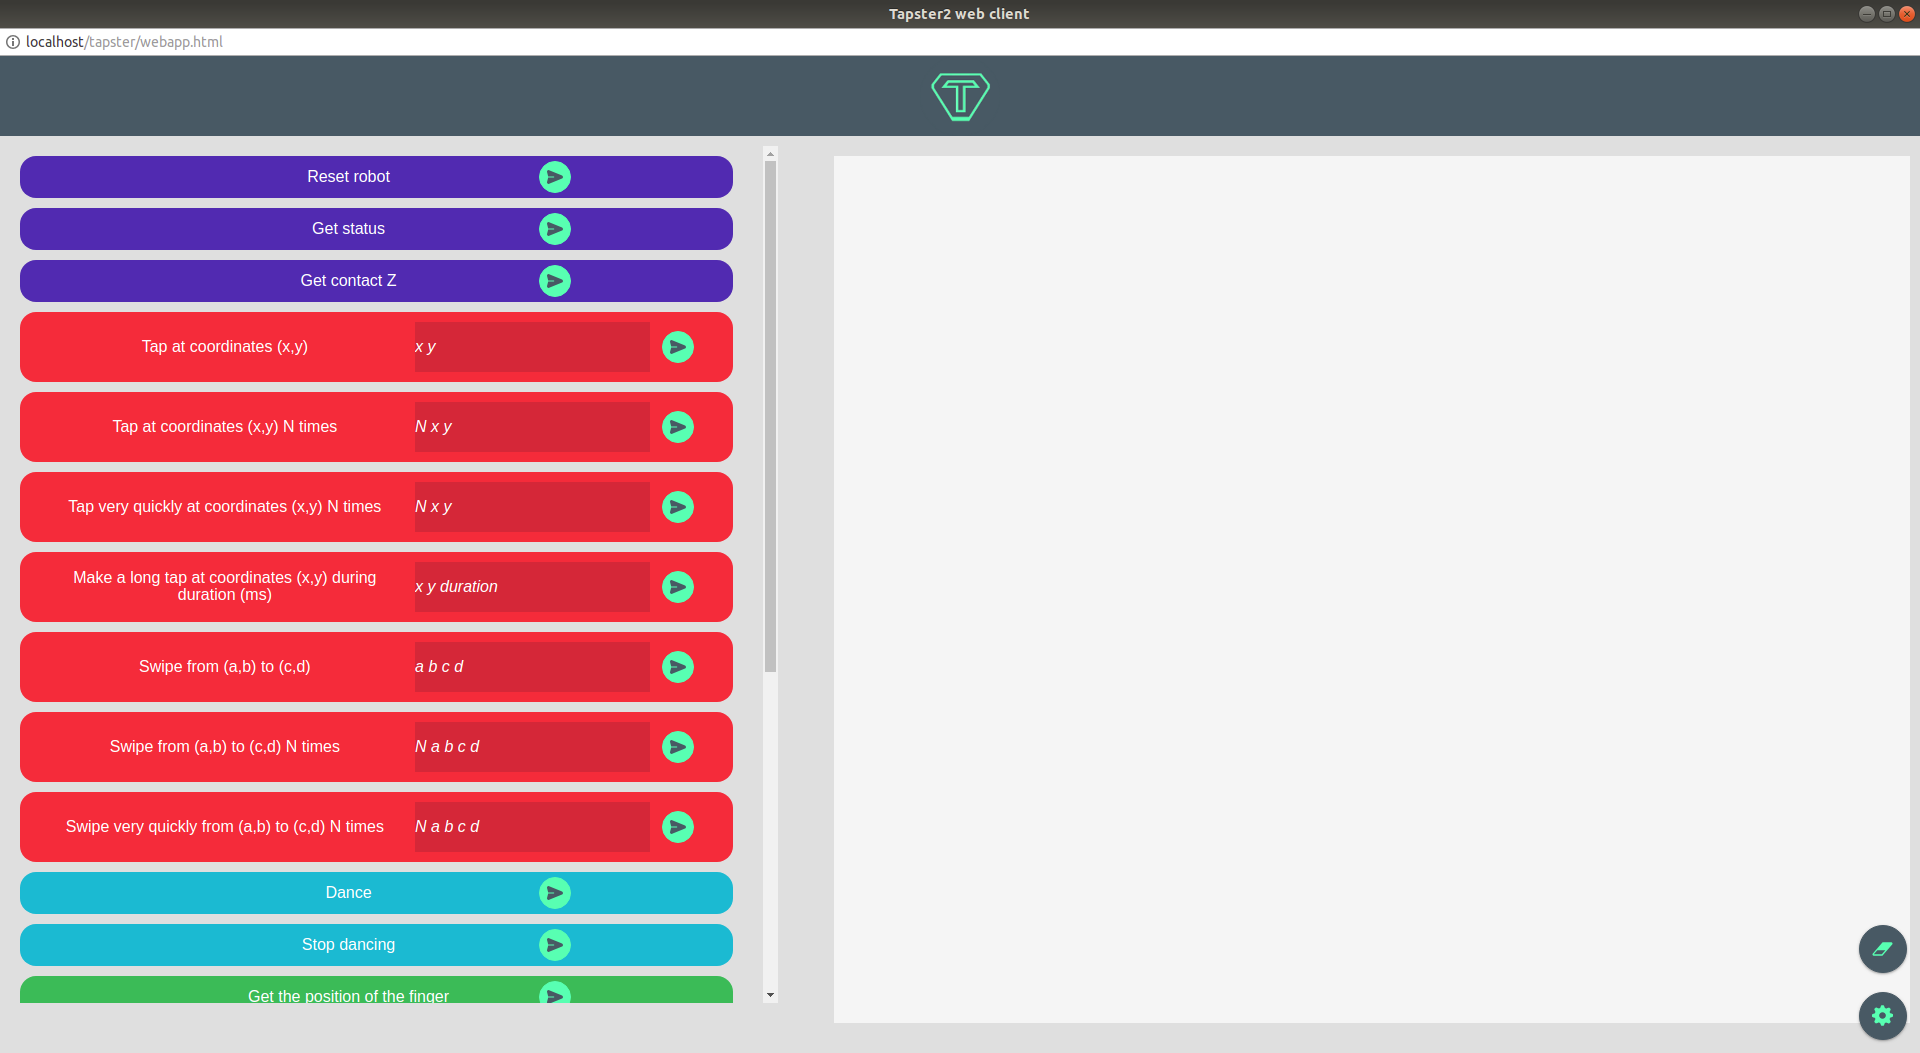 Tapster2 web client
localhost/tapster/webapp.html
T
Reset robot
Get status
Get contact Z
Tap at coordinates (x,y)
x y
Tap at coordinates (x,y) N times
N x y
Tap very quickly at coordinates (x,y) N times
N x y
Make a long tap at coordinates (x,y) during
duration (ms)
x y duration
Swipe from (a,b) to (c,d)
a b c d
Swipe from (a,b) to (c,d) N times
N a b c d
Swipe very quickly from (a,b) to (c,d) N times
N a b c d
Dance
Stop dancing
Get the position of the finger